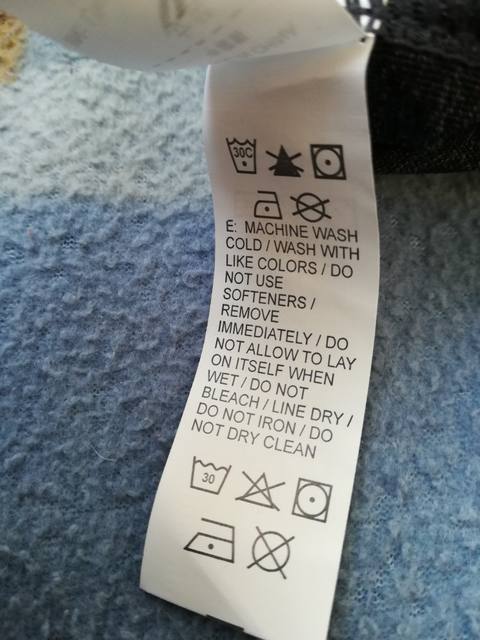 30C
E: MACHINE WASH
COLD / WASH WITH
LIKE COLORS / DO
NOT USE
SOFTENERS /
REMOVE
IMMEDIATELY / DO
NOT ALLOW TO LAY
ON ITSELF WHEN
WET / DO NOT
BLEACH / LINE DRY /
DO NOT IRON / DO
NOT DRY CLEAN
30